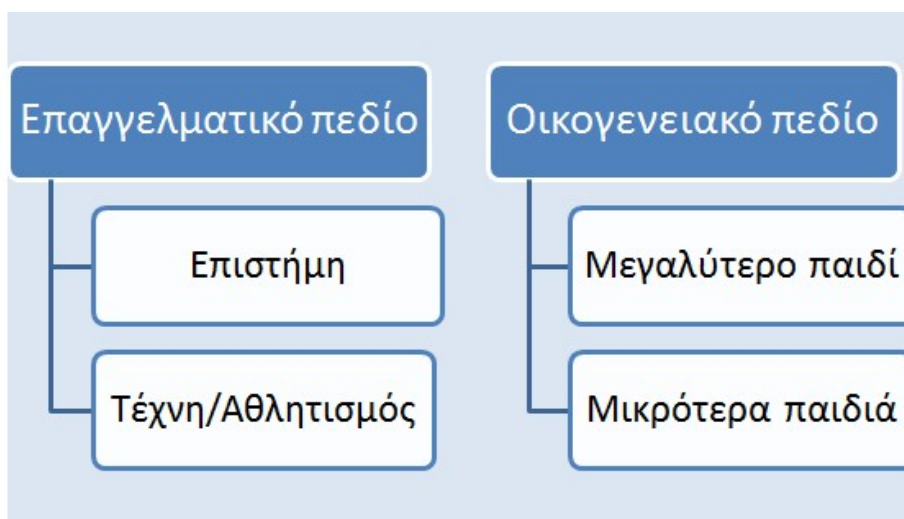 Επαγγελματικό πεδίο
Επιστήμη
Τέχνη/Αθλητισμός
Οικογενειακό πεδίο
Μεγαλύτερο παιδί
Μικρότερα παιδιά